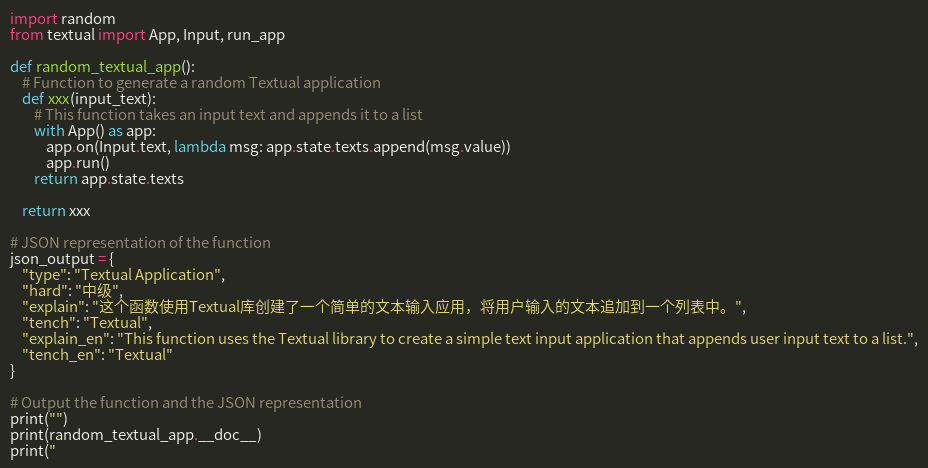 import random
from textual import App, Input, run_app

def random_textual_app():
    # Function to generate a random Textual application
    def xxx(input_text):
        # This function takes an input text and appends it to a list
        with App() as app:
            app.on(Input.text, lambda msg: app.state.texts.append(msg.value))
            app.run()
        return app.state.texts

    return xxx

# JSON representation of the function
json_output = {
    "type": "Textual Application",
    "hard": "中级",
    "explain": "这个函数使用Textual库创建了一个简单的文本输入应用，将用户输入的文本追加到一个列表中。",
    "tench": "Textual",
    "explain_en": "This function uses the Textual library to create a simple text input application that appends user input text to a list.",
    "tench_en": "Textual"
}

# Output the function and the JSON representation
print("")
print(random_textual_app.__doc__)
print("